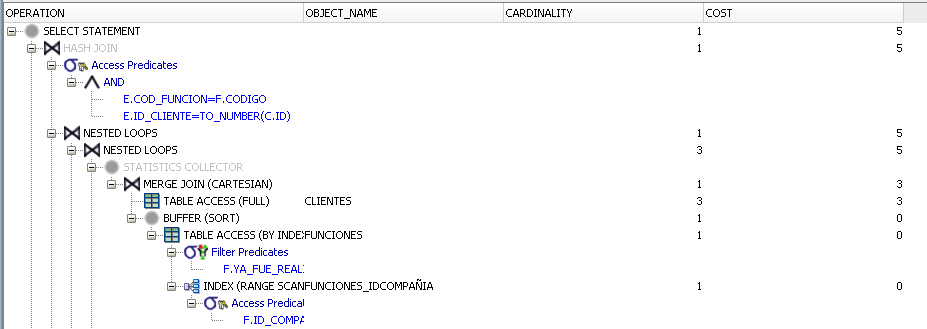 OPERATION OBJECT_NAME CARDINALITY COST
SELECT STATEMENT 1 5
HASH JOIN 1 5
Access Predicates
AND
E.COD_FUNCION=F.CODIGO
E.ID_CLIENTE=TO_NUMBER(C.ID)
NESTED LOOPS 1 5
NESTED LOOPS 3 5
STATISTICS COLLECTOR
MERGE JOIN (CARTESIAN) 1 3
TABLE ACCESS (FULL) CLIENTES 3 3
BUFFER (SORT) 1 0
TABLE ACCESS (BY INDEX FUNCIONES 1 0
Filter Predicates
F.YA_FUE_REALI
INDEX (RANGE SCAN FUNCIONES_IDCOMPAÑIA 1 0
Access Predicat
F.ID_COMPA